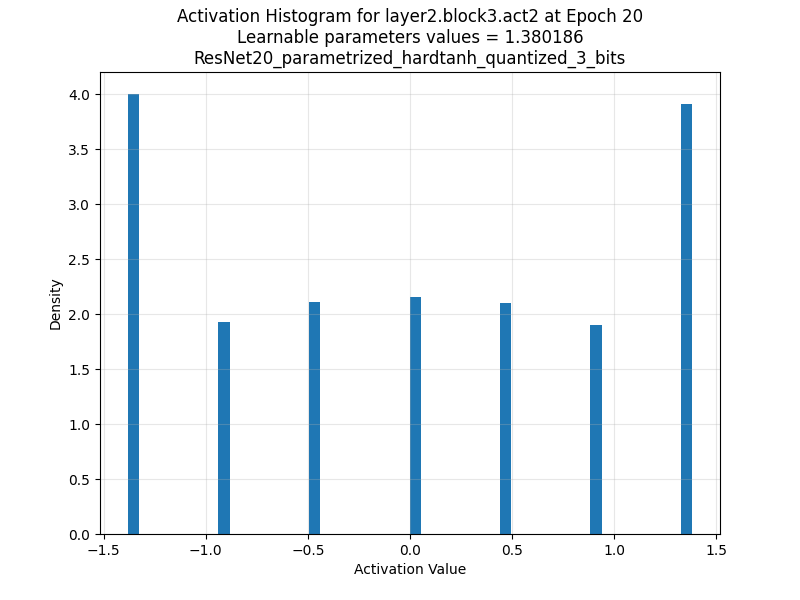 Activation Histogram for layer2.block3.act2 at Epoch 20
Learnable parameters values = 1.380186
ResNet20_parametrized_hardtanh_quantized_3_bits
4.0
3.5
3.0
2.5
2.0
1.5
1.0
0.5
0.0
Density
−1.5 −1.0 −0.5 0.0 0.5 1.0 1.5
Activation Value